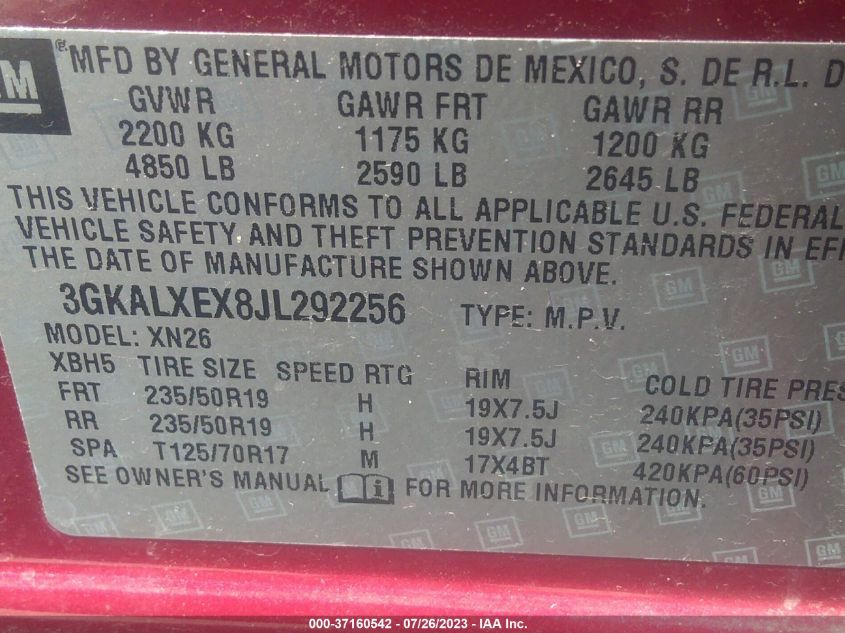 GM
MFD BY GENERAL MOTORS DE MEXICO, S. DE R.L. D
GVWR GAWR FRT GAWR RR
2200 KG 1175 KG 1200 KG
4850 LB 2590 LB 2645 LB
THIS VEHICLE CONFORMS TO ALL APPLICABLE U.S. FEDERAL
VEHICLE SAFETY AND THEFT PREVENTION STANDARDS IN EFF
THE DATE OF MANUFACTURE SHOWN ABOVE.
3GKALXEX8JL292256 TYPE: M.P.V.
MODEL: XN26
XBH5 TIRE SIZE SPEED RTG RIM COLD TIRE PRES
FRT 235/50R19 H 19X7.5J 240KPA(35PSI)
RR 235/50R19 H 19X7.5J 240KPA(35PSI)
SPA T125/70R17 M 17X4BT 420KPA(60PSI)
SEE OWNER'S MANUAL i FOR MORE INFORMATION.
000-37160542 / 07/26/2023 - © IAA Inc.